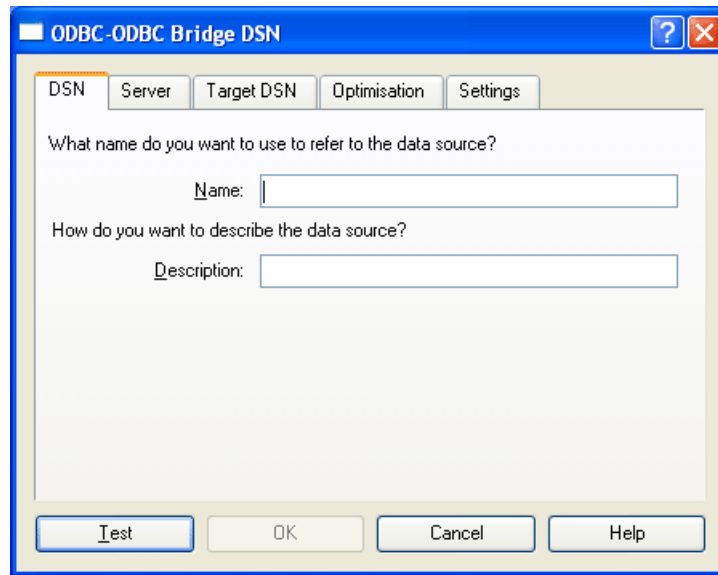 ODBC-ODBC Bridge DSN
DSN Server Target DSN Optimisation Settings
What name do you want to use to refer to the data source?
Name:
How do you want to describe the data source?
Description:
Test OK Cancel Help